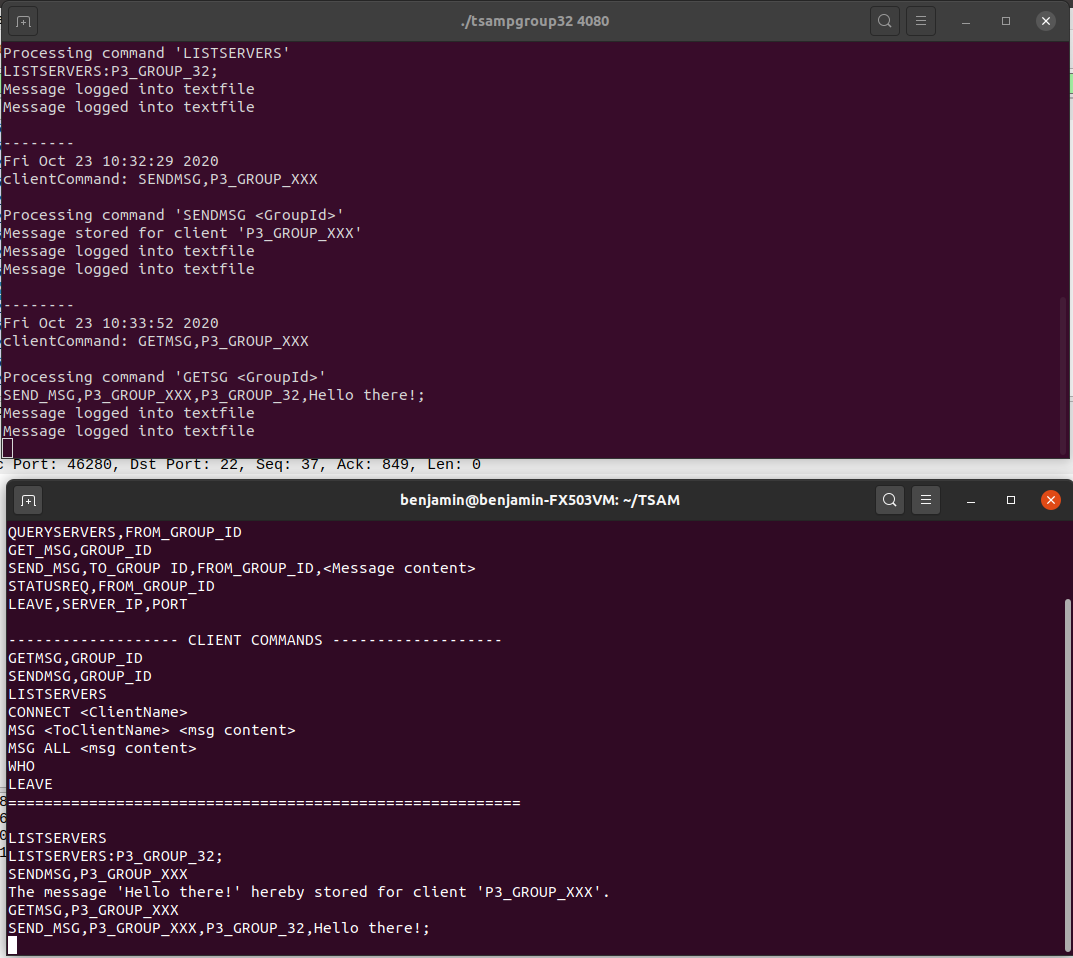 ./tsampgroup32 4080
Processing command 'LISTSERVERS'
LISTSERVERS:P3_GROUP_32;
Message logged into textfile
Message logged into textfile
--------
Fri Oct 23 10:32:29 2020
clientCommand: SENDMSG,P3_GROUP_XXX
Processing command 'SENDMSG <GroupId>'
Message stored for client 'P3_GROUP_XXX'
Message logged into textfile
Message logged into textfile
--------
Fri Oct 23 10:33:52 2020
clientCommand: GETMSG,P3_GROUP_XXX
Processing command 'GETSG <GroupId>'
SEND_MSG,P3_GROUP_XXX,P3_GROUP_32,Hello there!;
Message logged into textfile
Message logged into textfile
c Port: 46280, Dst Port: 22, Seq: 37, Ack: 849, Len: 0
benjamin@benjamin-FX503VM: ~/TSAM
QUERYSERVERS,FROM_GROUP_ID
GET_MSG,GROUP_ID
SEND_MSG,TO_GROUP ID,FROM_GROUP_ID,<Message content>
STATUSREQ,FROM_GROUP_ID
LEAVE,SERVER_IP,PORT
------------------- CLIENT COMMANDS -------------------
GETMSG,GROUP_ID
SENDMSG,GROUP_ID
LISTSERVERS
CONNECT <ClientName>
MSG <ToClientName> <msg content>
MSG ALL <msg content>
WHO
LEAVE
=========================================================
LISTSERVERS
LISTSERVERS:P3_GROUP_32;
SENDMSG,P3_GROUP_XXX
The message 'Hello there!' hereby stored for client 'P3_GROUP_XXX'.
GETMSG,P3_GROUP_XXX
SEND_MSG,P3_GROUP_XXX,P3_GROUP_32,Hello there!;